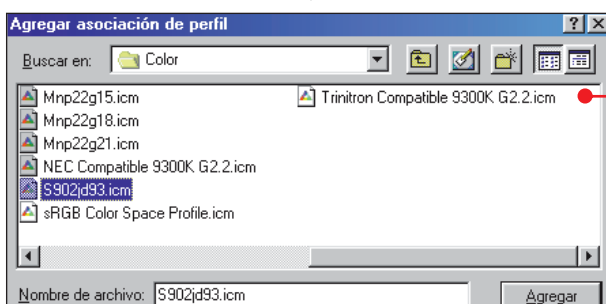 Agregar asociación de perfil
Buscar en: Color
Mnp22g15.icm
Mnp22g18.icm
Mnp22g21.icm
NEC Compatible 9300K G2.2.icm
S902jd93.icm
sRGB Color Space Profile.icm
Trinitron Compatible 9300K G2.2.icm
Nombre de archivo: S902jd93.icm
Agregar